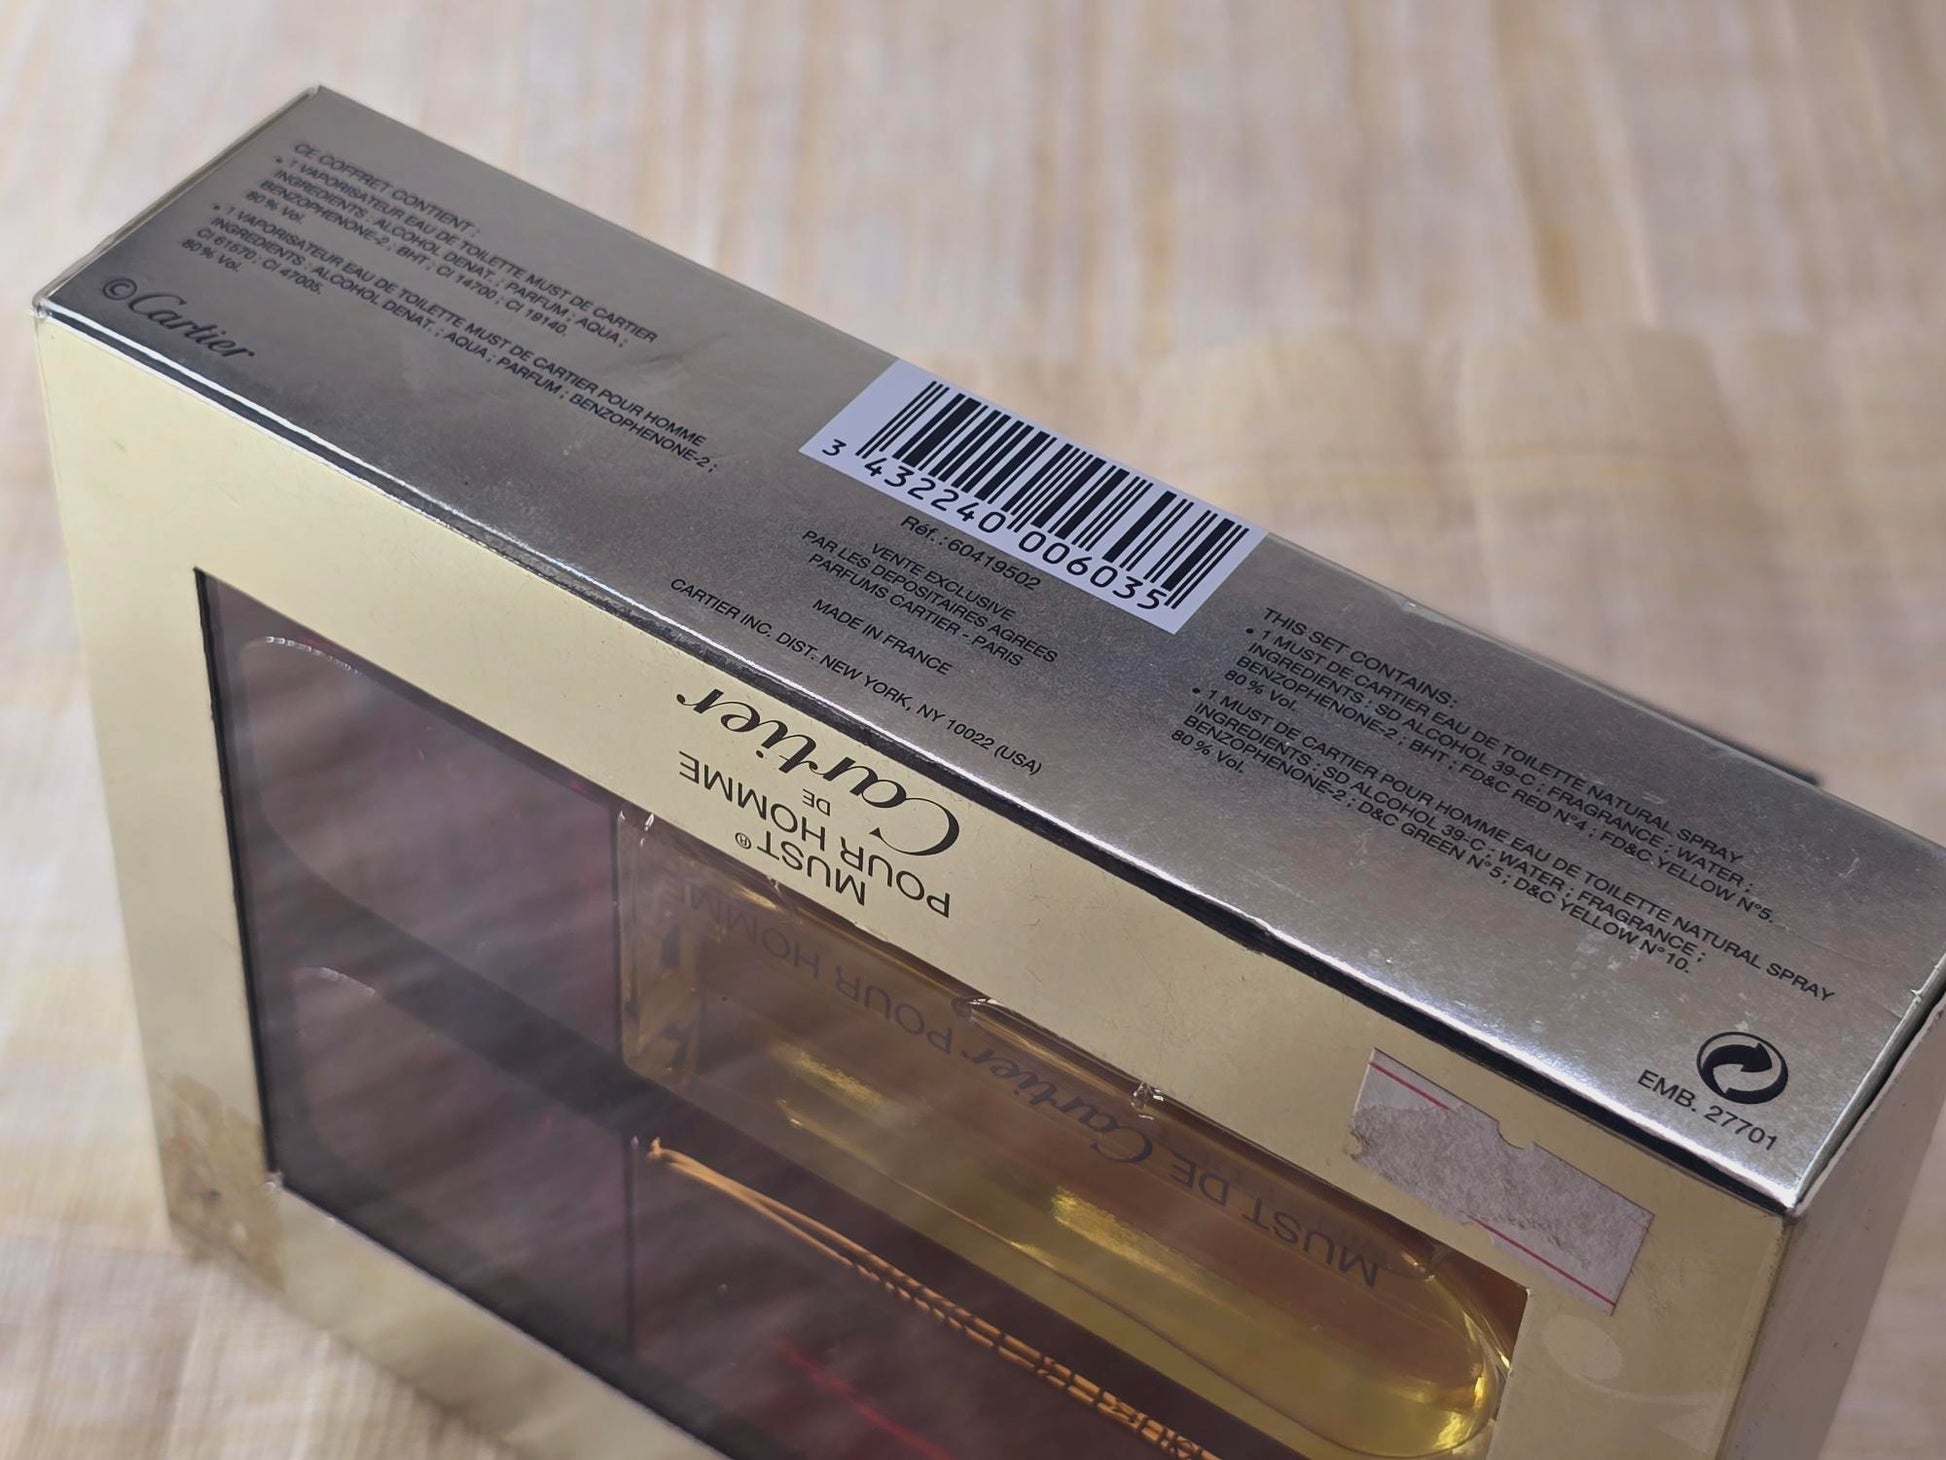 CE COFFRET CONTIENT :
• 1 VAPORISATEUR EAU DE TOILETTE MUST DE CARTIER
INGREDIENTS : ALCOHOL DENAT. ; PARFUM ; AQUA ;
BENZOPHENONE-2 ; BHT ; CI 14700 ; CI 19140.
80 % Vol.
• 1 VAPORISATEUR EAU DE TOILETTE MUST DE CARTIER POUR HOMME
INGREDIENTS : ALCOHOL DENAT. ; AQUA ; PARFUM ; BENZOPHENONE-2 ;
CI 61570 ; CI 47005.
80 % Vol.
© Cartier
3 432240 006035
Réf. : 60419502
VENTE EXCLUSIVE
PAR LES DEPOSITAIRES AGREES
PARFUMS CARTIER - PARIS
MADE IN FRANCE
CARTIER INC. DIST. NEW YORK, NY 10022 (USA)
THIS SET CONTAINS :
• 1 MUST DE CARTIER EAU DE TOILETTE NATURAL SPRAY
INGREDIENTS : SD ALCOHOL 39-C ; FRAGRANCE ; WATER ;
BENZOPHENONE-2 ; BHT ; FD&C RED N°4 ; FD&C YELLOW N°5.
80 % Vol.
• 1 MUST DE CARTIER POUR HOMME EAU DE TOILETTE NATURAL SPRAY
INGREDIENTS : SD ALCOHOL 39-C ; WATER ; FRAGRANCE ;
BENZOPHENONE-2 ; D&C GREEN N°5 ; D&C YELLOW N°10.
80 % Vol.
EMB. 27701
MUST®
POUR HOMME
DE
Cartier
MUST DE Cartier POUR HOMME